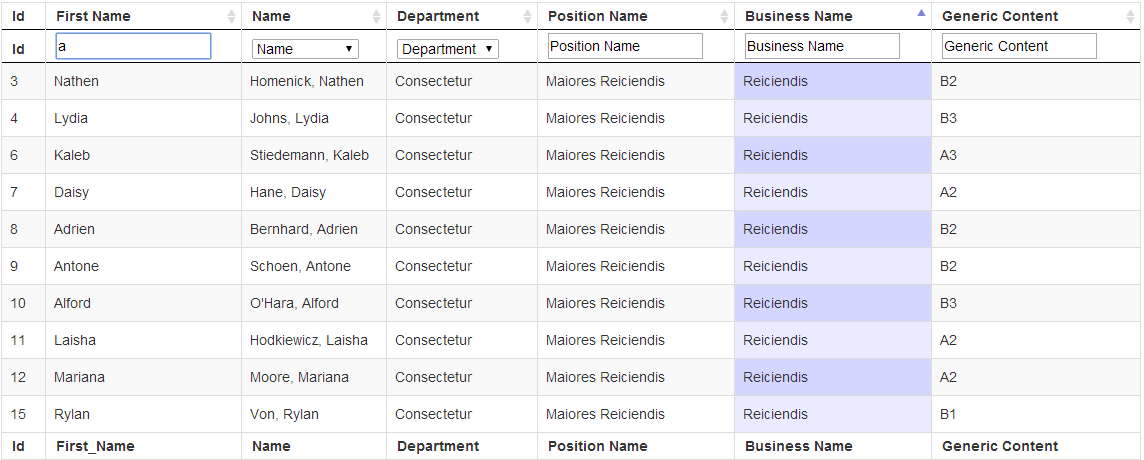 Id First Name Name Department Position Name Business Name Generic Content
Id a Name Department Position Name Business Name Generic Content
3 Nathen Homenick, Nathen Consectetur Maiores Reiciendis Reiciendis B2
4 Lydia Johns, Lydia Consectetur Maiores Reiciendis Reiciendis B3
6 Kaleb Stiedemann, Kaleb Consectetur Maiores Reiciendis Reiciendis A3
7 Daisy Hane, Daisy Consectetur Maiores Reiciendis Reiciendis A2
8 Adrien Bernhard, Adrien Consectetur Maiores Reiciendis Reiciendis B2
9 Antone Schoen, Antone Consectetur Maiores Reiciendis Reiciendis B2
10 Alford O'Hara, Alford Consectetur Maiores Reiciendis Reiciendis B3
11 Laisha Hodkiewicz, Laisha Consectetur Maiores Reiciendis Reiciendis A2
12 Mariana Moore, Mariana Consectetur Maiores Reiciendis Reiciendis A2
15 Rylan Von, Rylan Consectetur Maiores Reiciendis Reiciendis B1
Id First_Name Name Department Position Name Business Name Generic Content